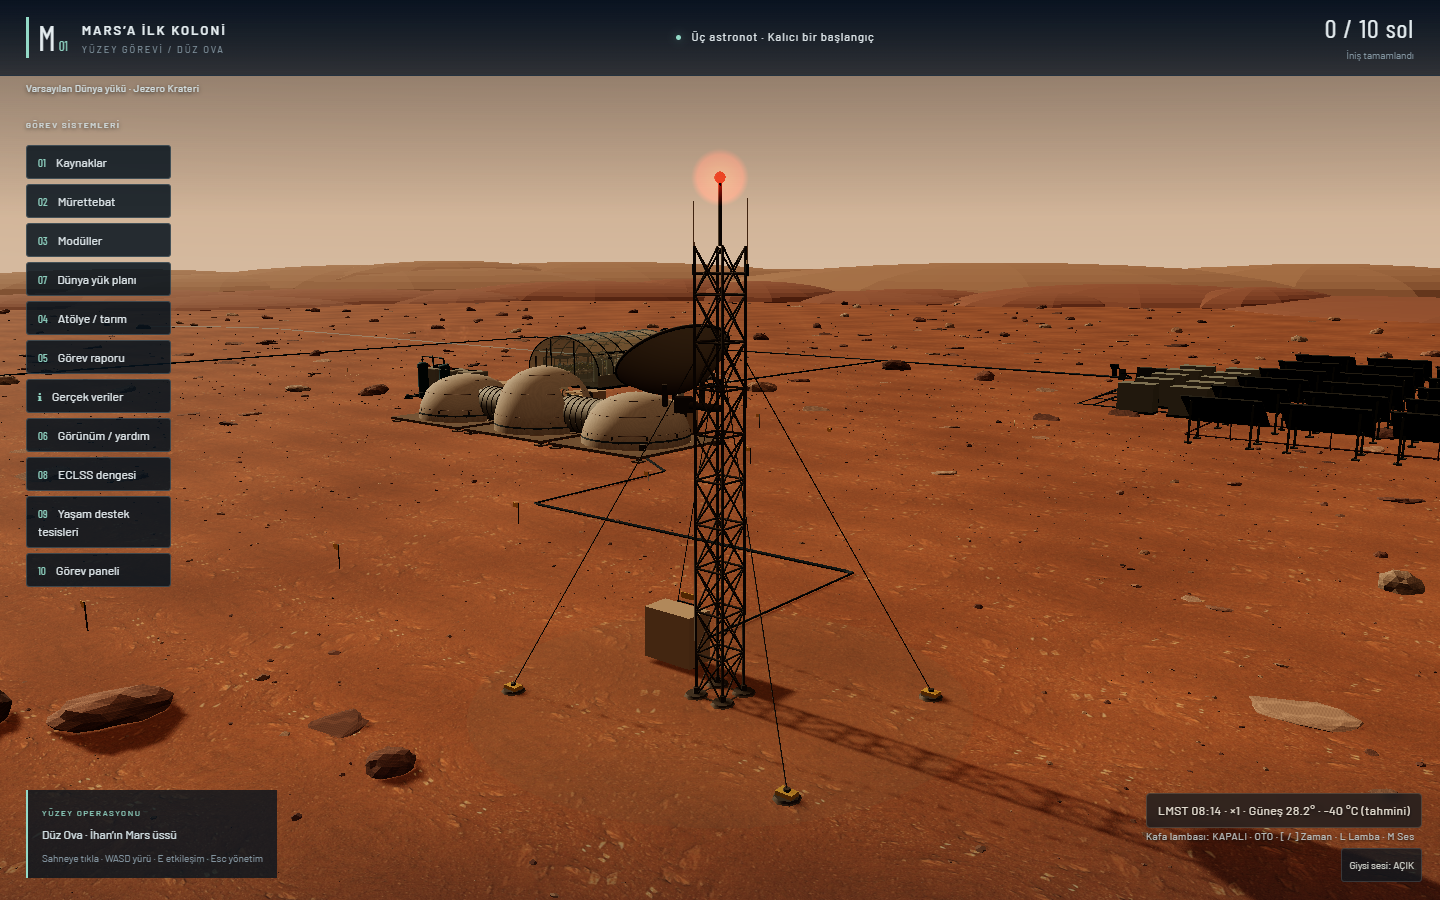 M 01
MARS'A İLK KOLONİ
YÜZEY GÖREVİ / DÜZ OVA
Üç astronot · Kalıcı bir başlangıç
0 / 10 sol
İniş tamamlandı
Varsayılan Dünya yükü · Jezero Krateri
GÖREV SİSTEMLERİ
01 Kaynaklar
02 Mürettebat
03 Modüller
07 Dünya yük planı
04 Atölye / tarım
05 Görev raporu
i Gerçek veriler
06 Görünüm / yardım
08 ECLSS dengesi
09 Yaşam destek
tesisleri
10 Görev paneli
YÜZEY OPERASYONU
Düz Ova · İhan'ın Mars üssü
Sahneye tıkla · WASD yürü · E etkileşim · Esc yönetim
LMST 08:14 · ×1 · Güneş 28.2° · -40 °C (tahmini)
Kafa lambası: KAPALI · OTO · [ / ] Zaman · L Lamba · M Ses
Giysi sesi: AÇIK